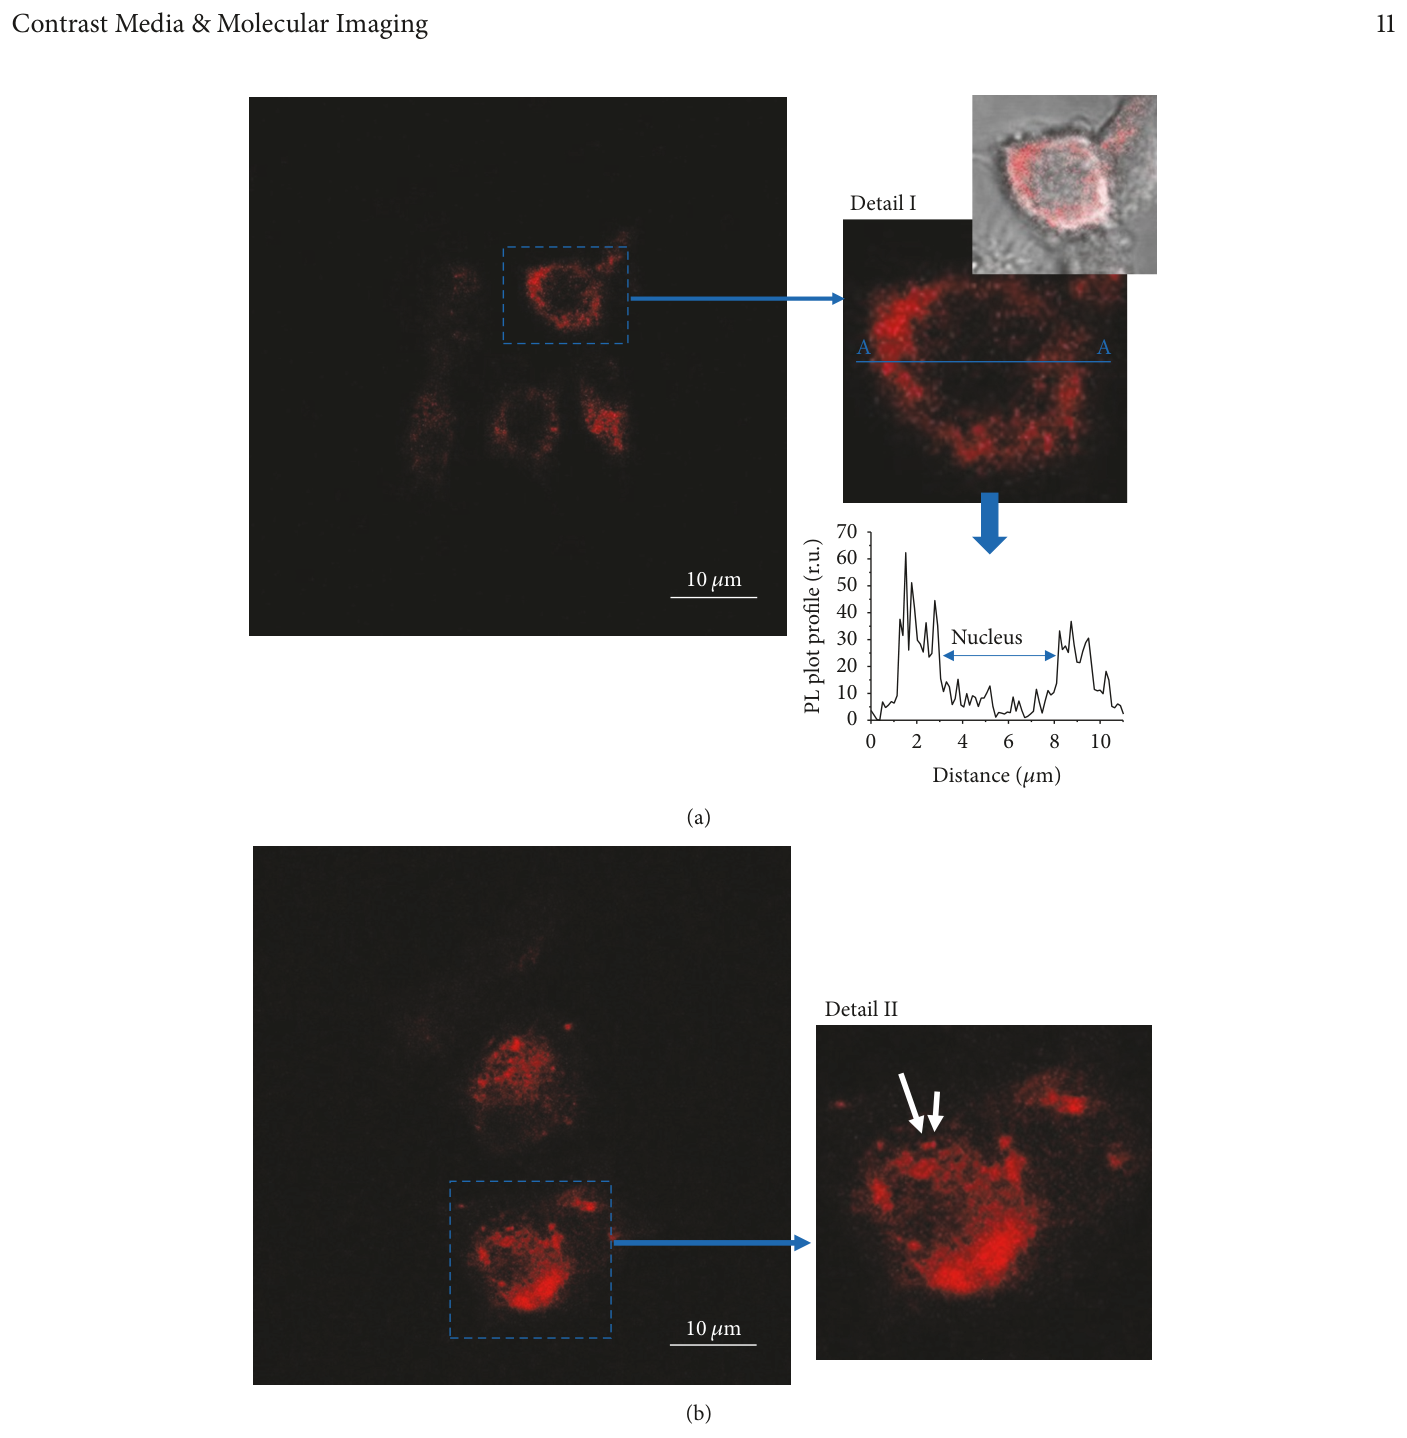 Contrast Media & Molecular Imaging 11
Detail I
A A
10 μm
70
60
50
40
30
20
10
0
PL plot profile (r.u.)
Nucleus
0 2 4 6 8 10
Distance (μm)
(a)
Detail II
10 μm
(b)